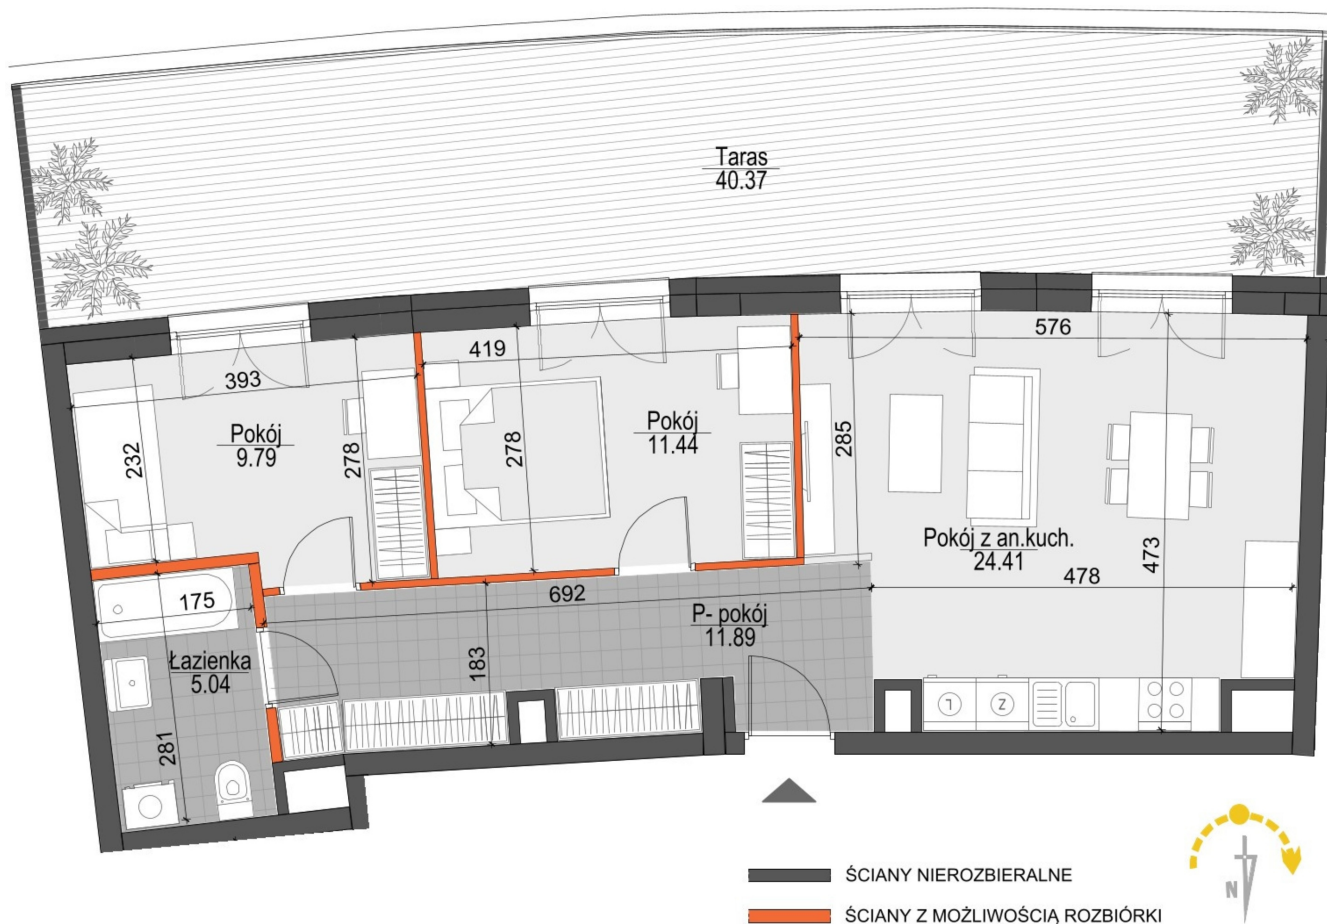 Taras
40.37
576
419
393
Pokój
9.79
Pokój
11.44
232
278
278
285
Pokój z an.kuch.
24.41
473
478
692
P- pokój
11.89
175
183
Łazienka
5.04
281
L
Z
N
ŚCIANY NIEROZBIERALNE
ŚCIANY Z MOŻLIWOŚCIĄ ROZBIÓRKI